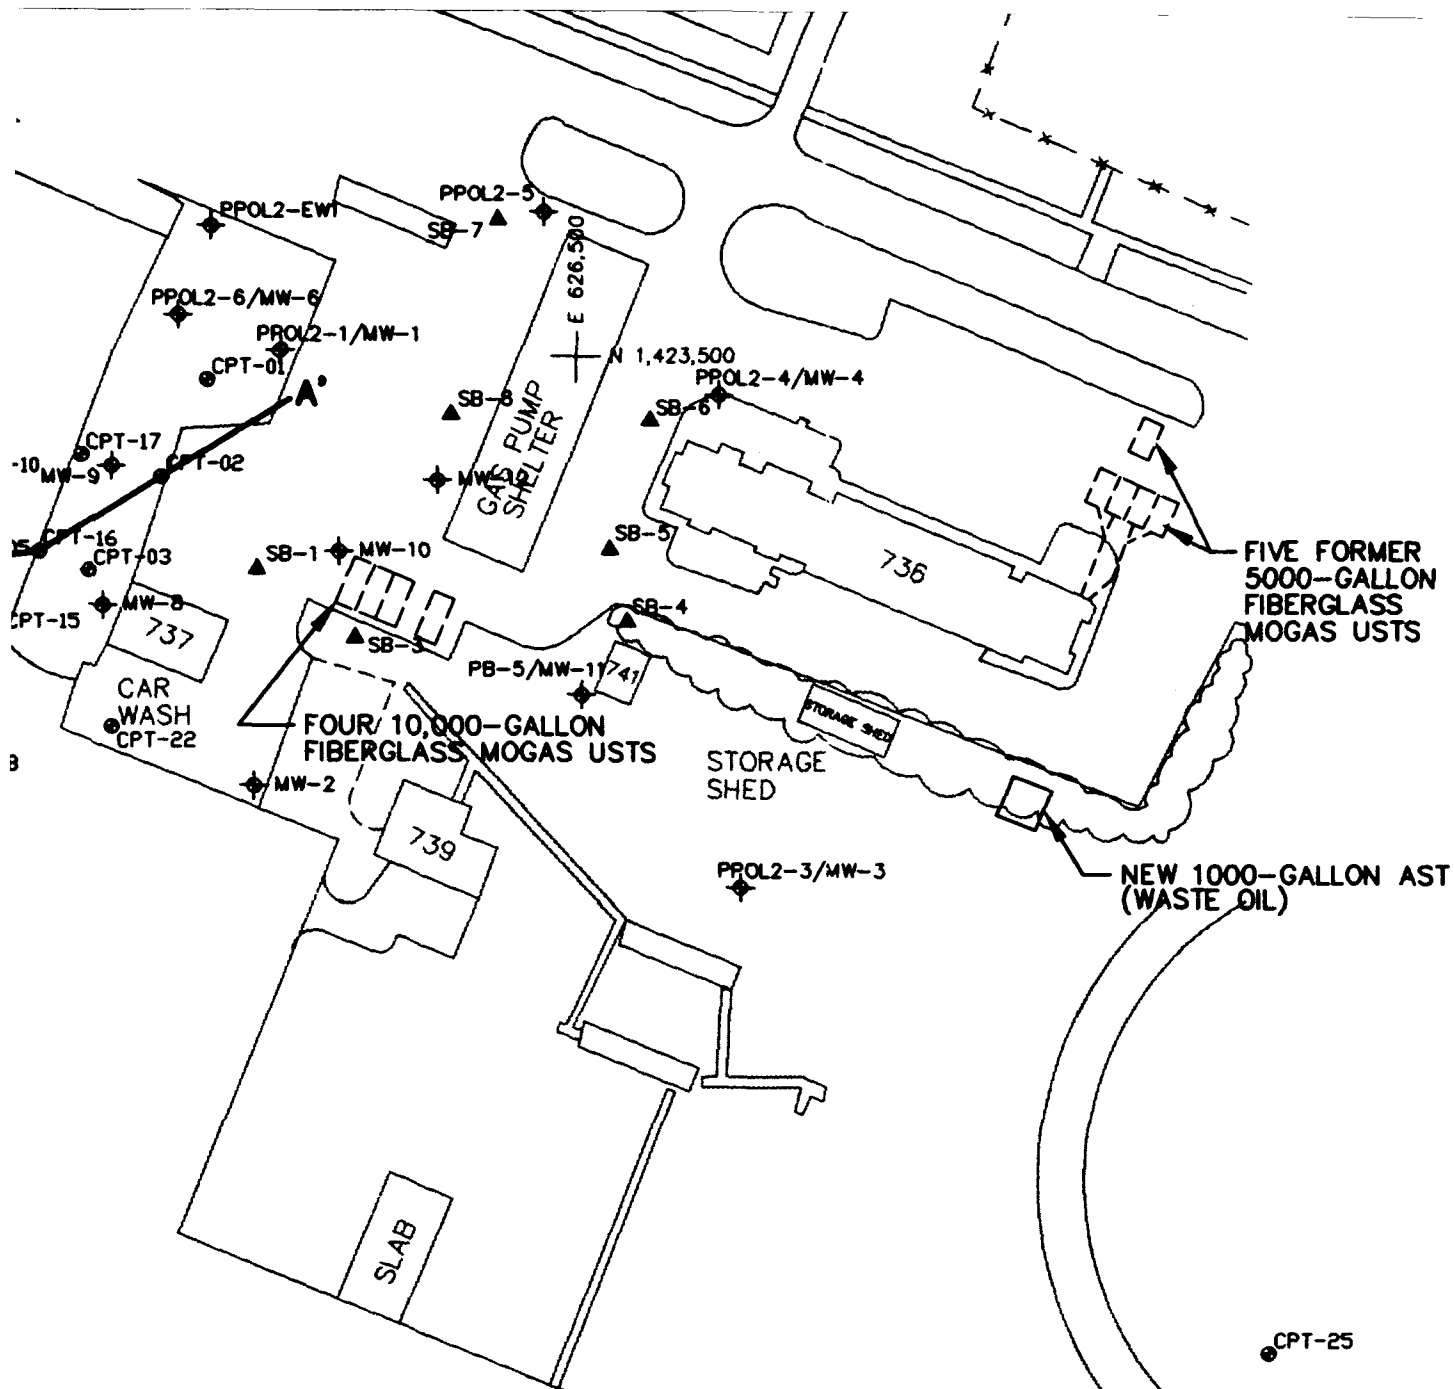 PPOL2-EW1
PPOL2-5
SB-7
E 626,500
PPOL2-6/MW-6
PPOL2-1/MW-1
CPT-01
N 1,423,500
PPOL2-4/MW-4
A'
SB-8
SB-6
GAS PUMP
SHELTER
CPT-17
-10
MW-9
CPT-02
MW-12
CPT-16
CPT-03
SB-1
MW-10
SB-5
736
FIVE FORMER
5000-GALLON
FIBERGLASS
MOGAS USTS
MW-8
CPT-15
737
SB-3
SB-4
PB-5/MW-11
741
CAR
WASH
CPT-22
FOUR 10,000-GALLON
FIBERGLASS MOGAS USTS
STORAGE SHED
STORAGE
SHED
MW-2
739
PPOL2-3/MW-3
NEW 1000-GALLON AST
(WASTE OIL)
SLAB
CPT-25